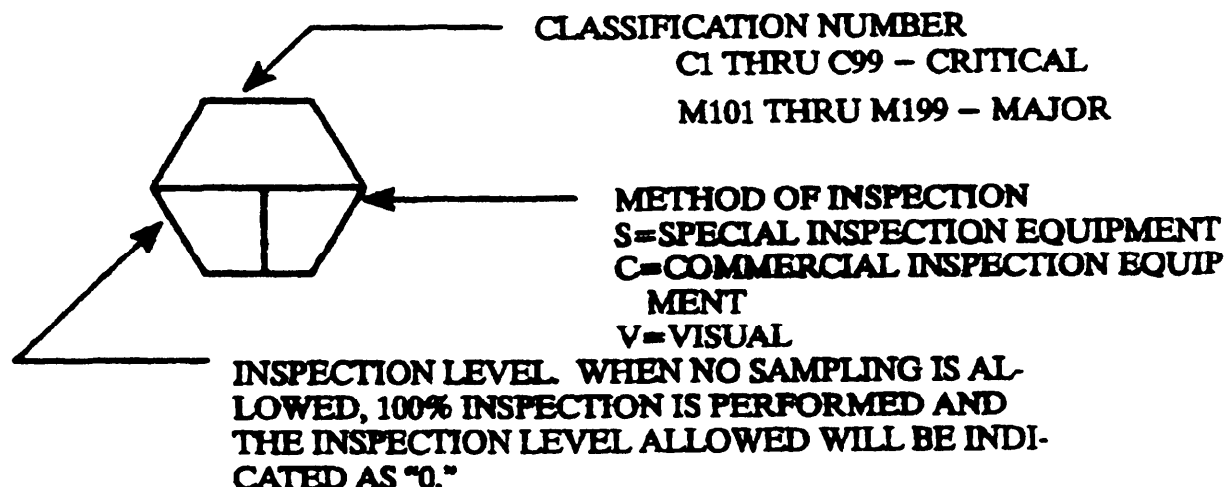 CLASSIFICATION NUMBER
C1 THRU C99 – CRITICAL
M101 THRU M199 – MAJOR
METHOD OF INSPECTION
S=SPECIAL INSPECTION EQUIPMENT
C=COMMERCIAL INSPECTION EQUIP
MENT
V=VISUAL
INSPECTION LEVEL. WHEN NO SAMPLING IS AL-
LOWED, 100% INSPECTION IS PERFORMED AND
THE INSPECTION LEVEL ALLOWED WILL BE INDI-
CATED AS "0."